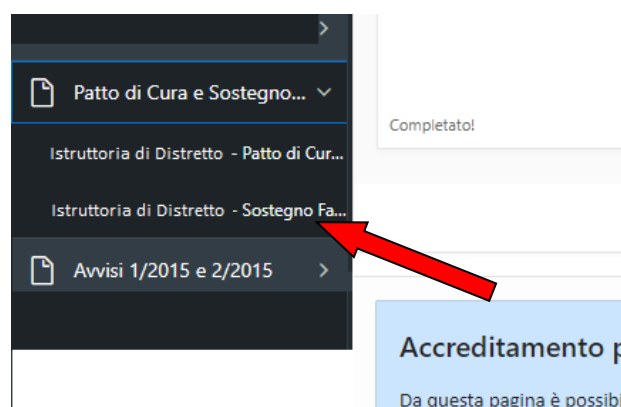 Patto di Cura e Sostegno...
Completato!
Istruttoria di Distretto - Patto di Cur...
Istruttoria di Distretto - Sostegno Fa...
Avvisi 1/2015 e 2/2015
Accreditamento p
Da questa pagina è possibi